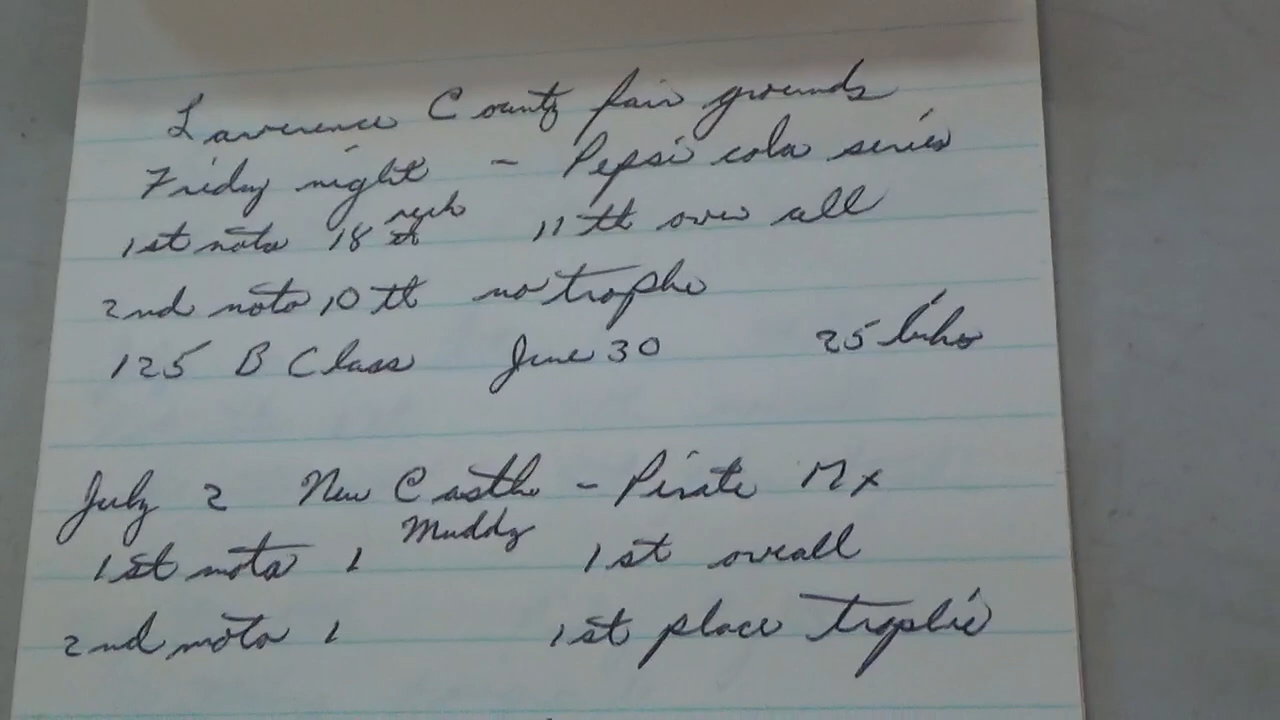 Lawrence County fair grounds
Friday night - Pepsi cola series
1st moto 18th 11th over all
2nd moto 10th no trophe
125 B Class June 30 25 bikes
July 2 New Castle - Pirate Mx
Muddy
1st moto 1 1st overall
2nd moto 1 1st place Trophie